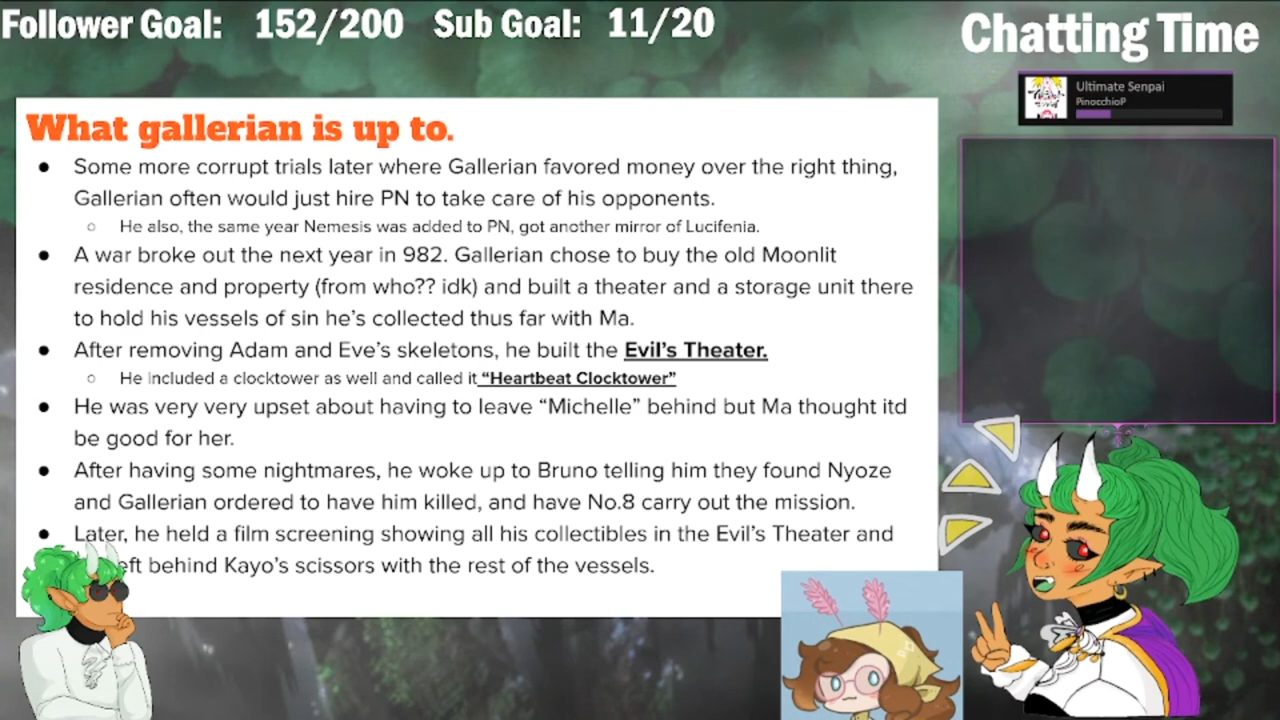 Follower Goal: 152/200 Sub Goal: 11/20
Chatting Time
Ultimate Senpai
PinocchioP
What gallerian is up to.
● Some more corrupt trials later where Gallerian favored money over the right thing,
Gallerian often would just hire PN to take care of his opponents.
○ He also, the same year Nemesis was added to PN, got another mirror of Lucifenia.
● A war broke out the next year in 982. Gallerian chose to buy the old Moonlit
residence and property (from who?? idk) and built a theater and a storage unit there
to hold his vessels of sin he's collected thus far with Ma.
● After removing Adam and Eve's skeletons, he built the Evil's Theater.
○ He included a clocktower as well and called it "Heartbeat Clocktower"
● He was very very upset about having to leave "Michelle" behind but Ma thought itd
be good for her.
● After having some nightmares, he woke up to Bruno telling him they found Nyoze
and Gallerian ordered to have him killed, and have No.8 carry out the mission.
● Later, he held a film screening showing all his collectibles in the Evil's Theater and
behind Kayo's scissors with the rest of the vessels.